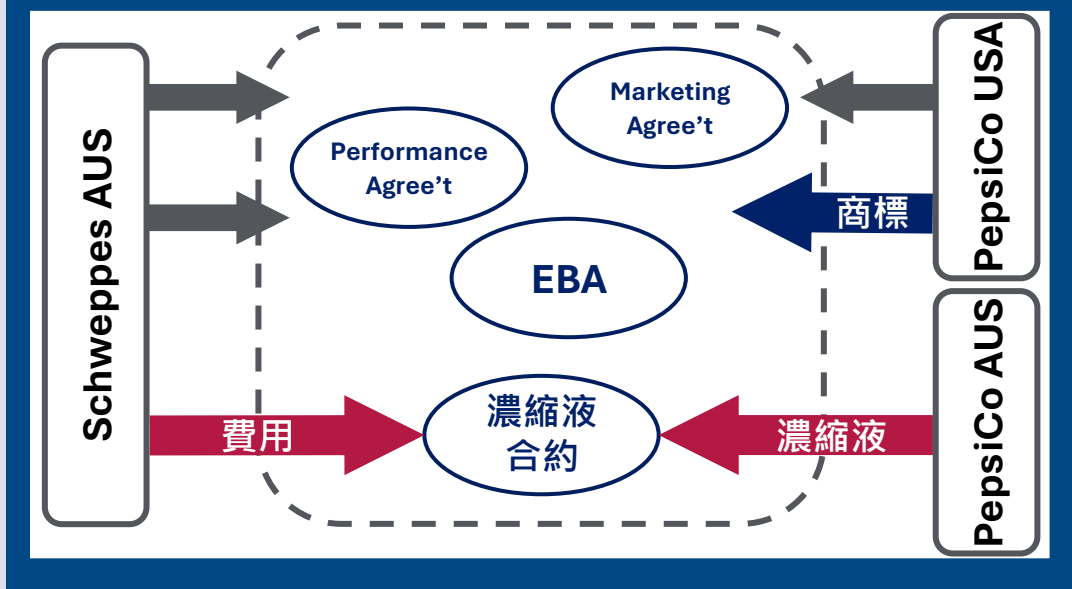 Schweppes AUS
Performance
Agree’t
Marketing
Agree’t
EBA
濃縮液
合約
費用
商標
濃縮液
PepsiCo USA
PepsiCo AUS